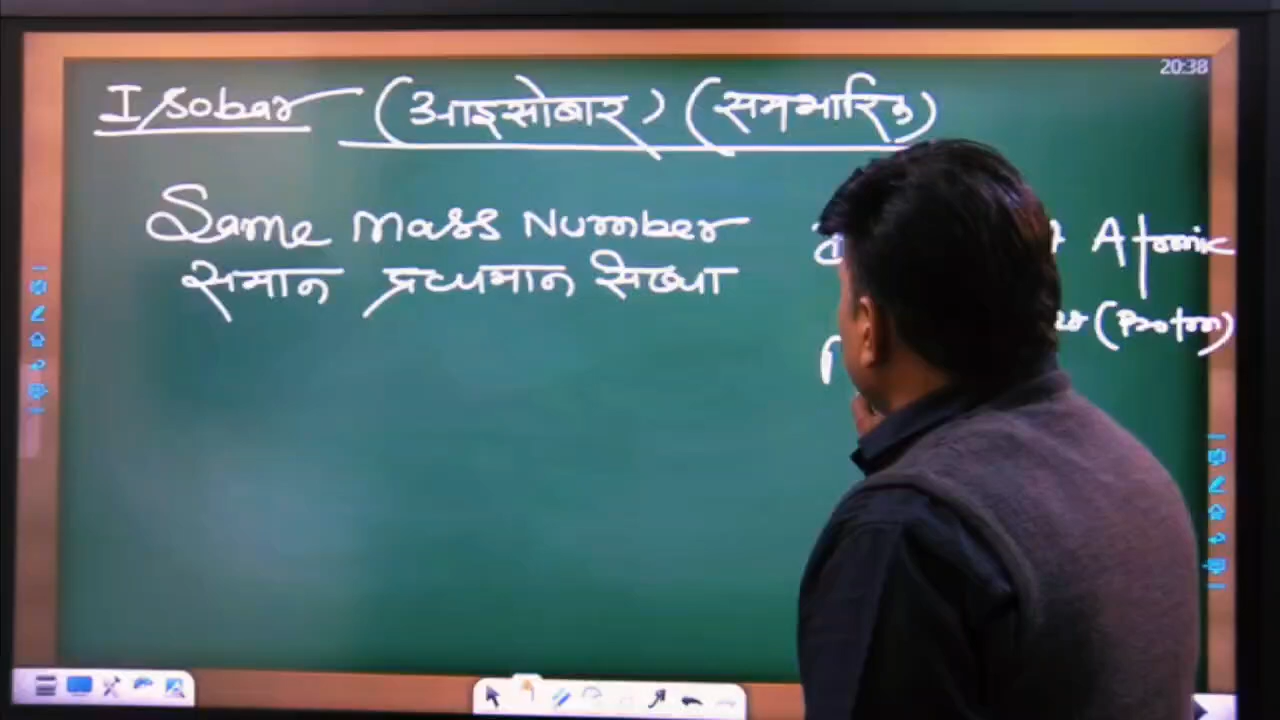 20:38
Isobar (आइसोबार) (समभारिक)
Same Mass Number
समान द्रव्यमान संख्या
Atomic
(Proton)